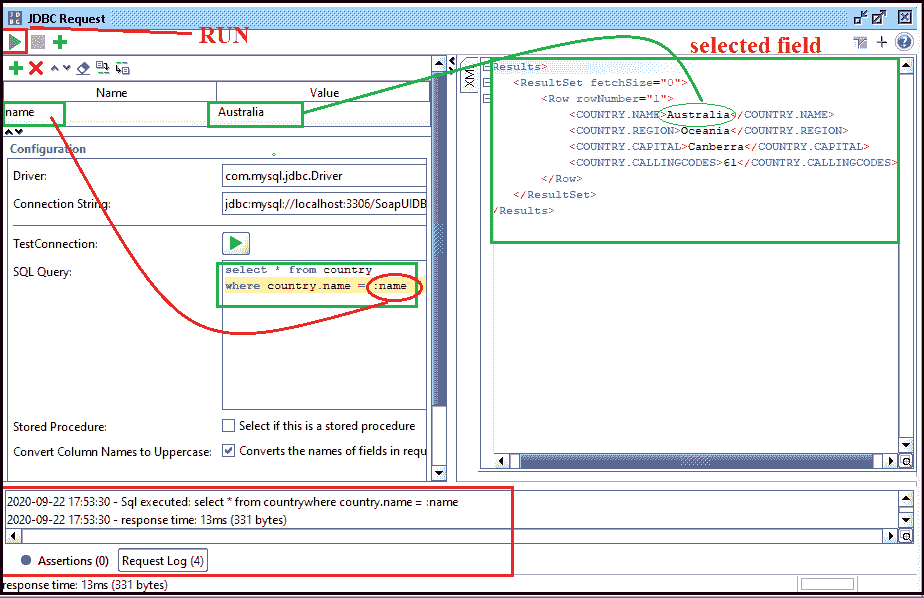 JDBC Request
RUN
selected field
Name Value
name Australia
Configuration
Driver: com.mysql.jdbc.Driver
Connection String: jdbc:mysql://localhost:3306/SoapUIDB
TestConnection:
SQL Query: select * from country
where country.name = :name
Stored Procedure: Select if this is a stored procedure
Convert Column Names to Uppercase: Converts the names of fields in requ
XM
Results>
<ResultSet fetchSize="0">
<Row rowNumber="1">
<COUNTRY.NAME>Australia</COUNTRY.NAME>
<COUNTRY.REGION>Oceania</COUNTRY.REGION>
<COUNTRY.CAPITAL>Canberra</COUNTRY.CAPITAL>
<COUNTRY.CALLINGCODES>61</COUNTRY.CALLINGCODES>
</Row>
</ResultSet>
/Results>
2020-09-22 17:53:30 - Sql executed: select * from countrywhere country.name = :name
2020-09-22 17:53:30 - response time: 13ms (331 bytes)
Assertions (0) Request Log (4)
response time: 13ms (331 bytes)